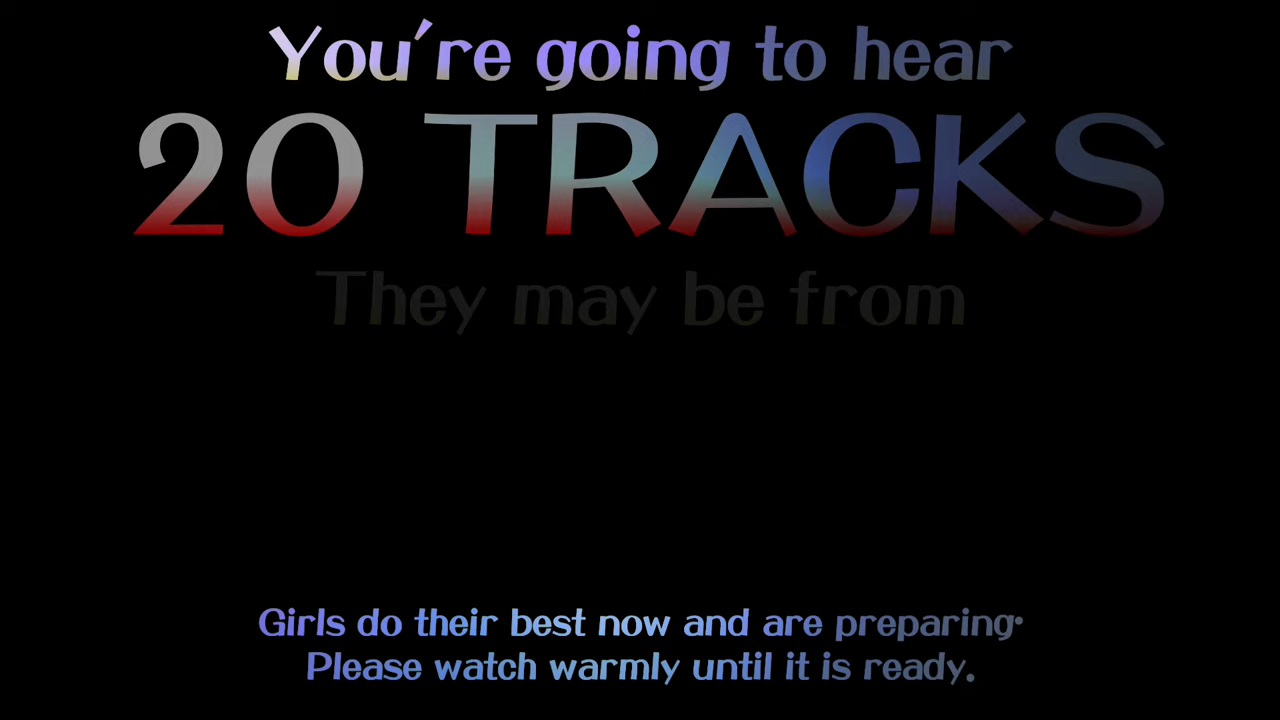 You're going to hear
20 TRACKS
They may be from
Girls do their best now and are preparing·
Please watch warmly until it is ready.